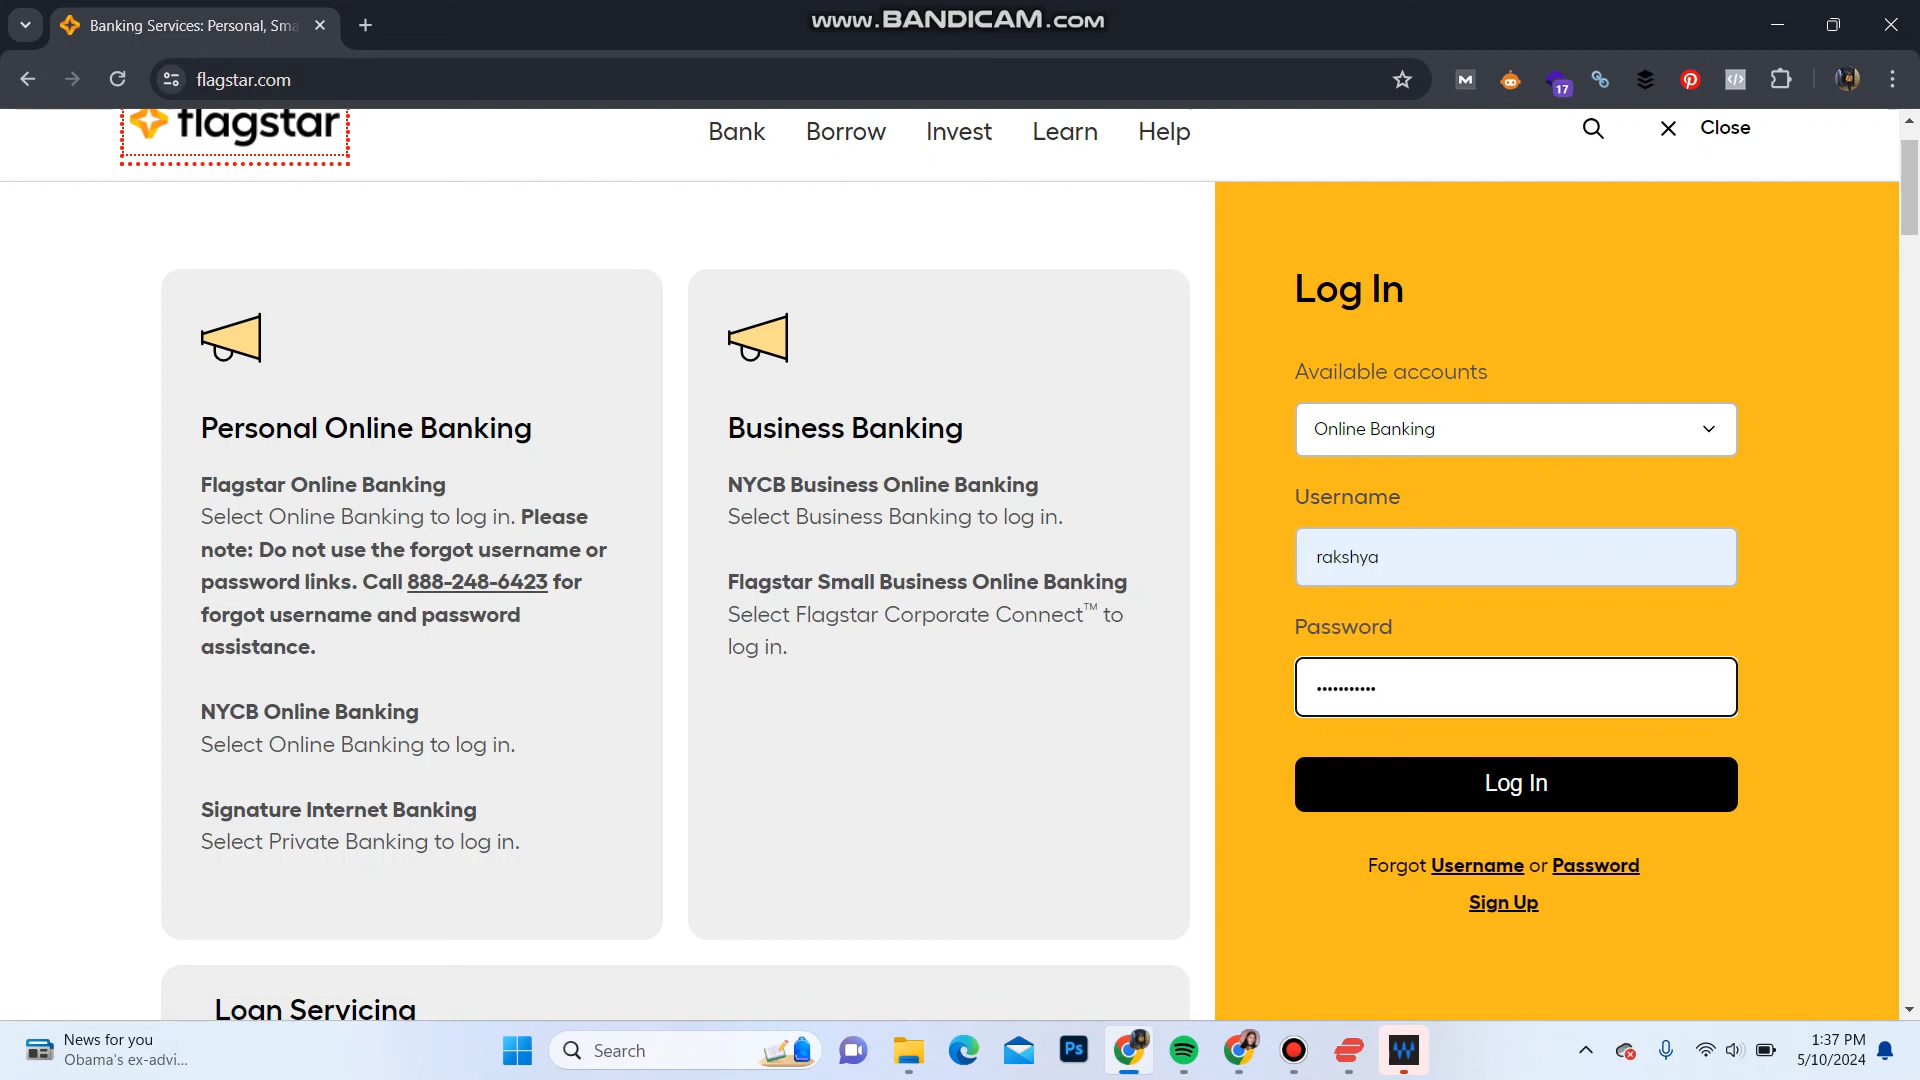 Banking Services: Personal, Sma
www.BANDICAM.com
flagstar.com
17
flagstar
Bank
Borrow
Invest
Learn
Help
Close
Personal Online Banking
Flagstar Online Banking
Select Online Banking to log in. Please
note: Do not use the forgot username or
password links. Call 888-248-6423 for
forgot username and password
assistance.
NYCB Online Banking
Select Online Banking to log in.
Signature Internet Banking
Select Private Banking to log in.
Business Banking
NYCB Business Online Banking
Select Business Banking to log in.
Flagstar Small Business Online Banking
Select Flagstar Corporate Connect™ to
log in.
Loan Servicing
Log In
Available accounts
Online Banking
Username
rakshya
Password
•••••••••••
Log In
Forgot Username or Password
Sign Up
News for you
Obama's ex-advi...
Search
Ps
1:37 PM
5/10/2024